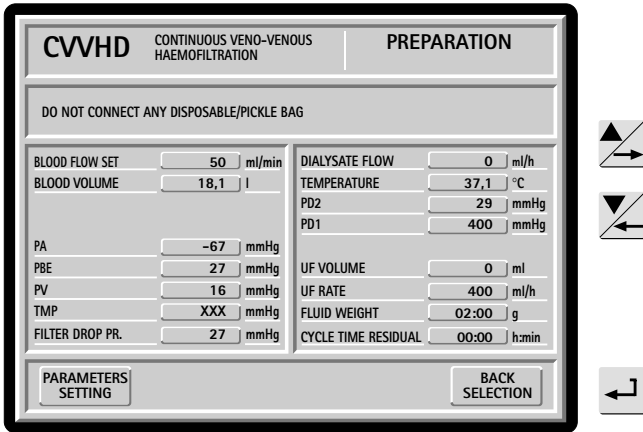 CVVHD
CONTINUOUS VENO-VENOUS
HAEMOFILTRATION
PREPARATION
DO NOT CONNECT ANY DISPOSABLE/PICKLE BAG
BLOOD FLOW SET 50 ml/min
BLOOD VOLUME 18,1 l
PA -67 mmHg
PBE 27 mmHg
PV 16 mmHg
TMP XXX mmHg
FILTER DROP PR. 27 mmHg
DIALYSATE FLOW 0 ml/h
TEMPERATURE 37,1 °C
PD2 29 mmHg
PD1 400 mmHg
UF VOLUME 0 ml
UF RATE 400 ml/h
FLUID WEIGHT 02:00 g
CYCLE TIME RESIDUAL 00:00 h:min
PARAMETERS
SETTING
BACK
SELECTION